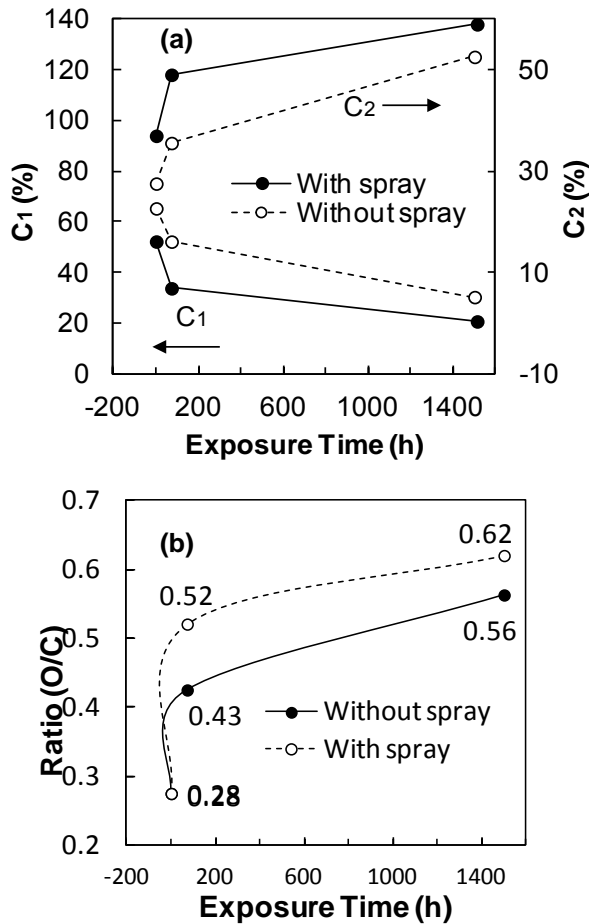 (a)
140
120
100
80
60
40
20
0
C1 (%)
50
30
10
-10
C2 (%)
C2
With spray
Without spray
C1
-200 200 600 1000 1400
Exposure Time (h)
(b)
0.7
0.6
0.5
0.4
0.3
0.2
Ratio (O/C)
0.62
0.52
0.56
0.43
Without spray
With spray
0.28
-200 200 600 1000 1400
Exposure Time (h)